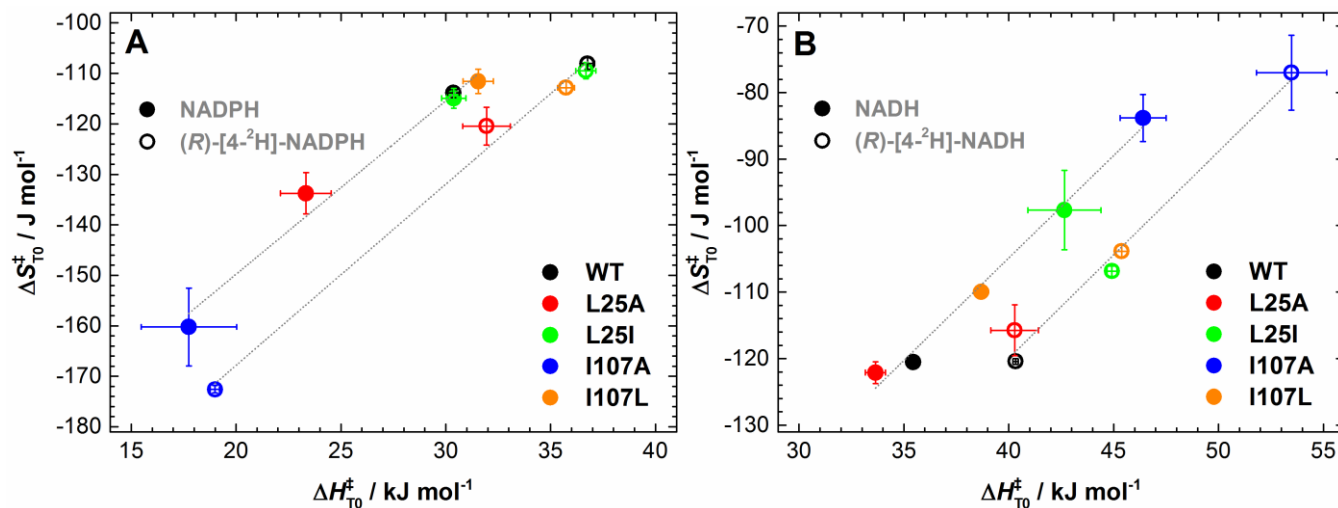 A
NADPH
(R)-[4-²H]-NADPH
WT
L25A
L25I
I107A
I107L
-100
-110
-120
-130
-140
-150
-160
-170
-180
ΔS‡T0 / J mol⁻¹
15 20 25 30 35 40
ΔH‡T0 / kJ mol⁻¹
B
NADH
(R)-[4-²H]-NADH
WT
L25A
L25I
I107A
I107L
-70
-80
-90
-100
-110
-120
-130
ΔS‡T0 / J mol⁻¹
30 35 40 45 50 55
ΔH‡T0 / kJ mol⁻¹